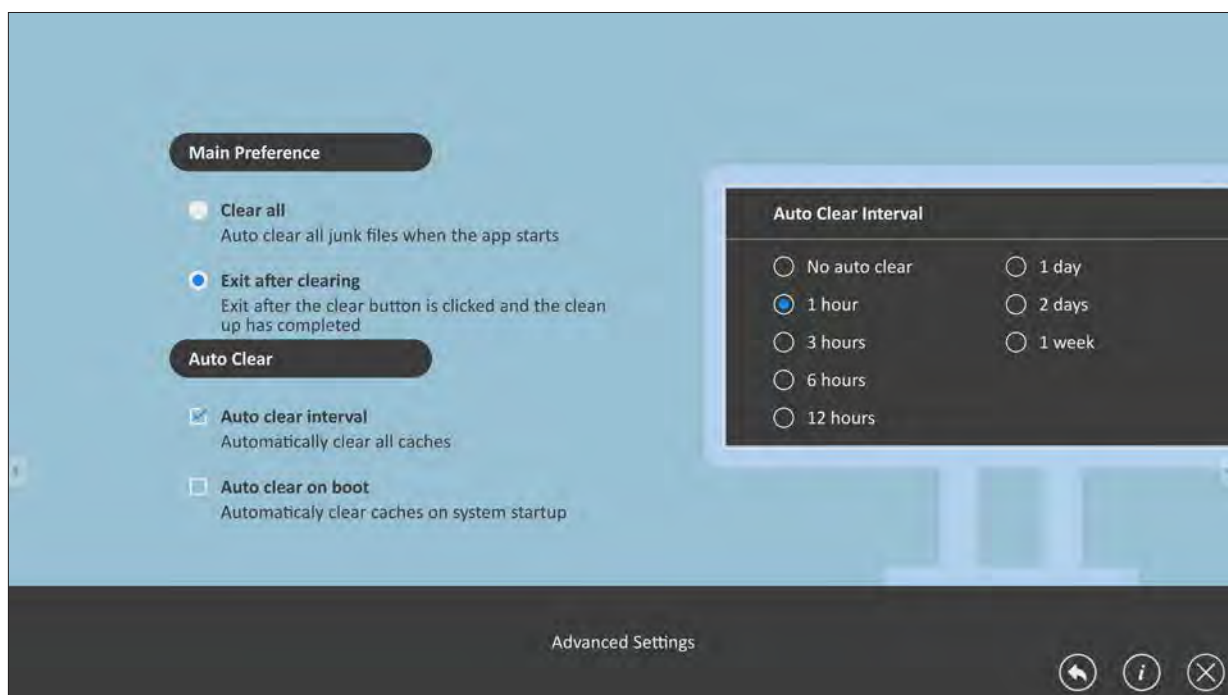 Main Preference
Clear all
Auto clear all junk files when the app starts
Exit after clearing
Exit after the clear button is clicked and the clean
up has completed
Auto Clear
Auto clear interval
Automatically clear all caches
Auto clear on boot
Automaticaly clear caches on system startup
Auto Clear Interval
No auto clear
1 hour
3 hours
6 hours
12 hours
1 day
2 days
1 week
Advanced Settings
i